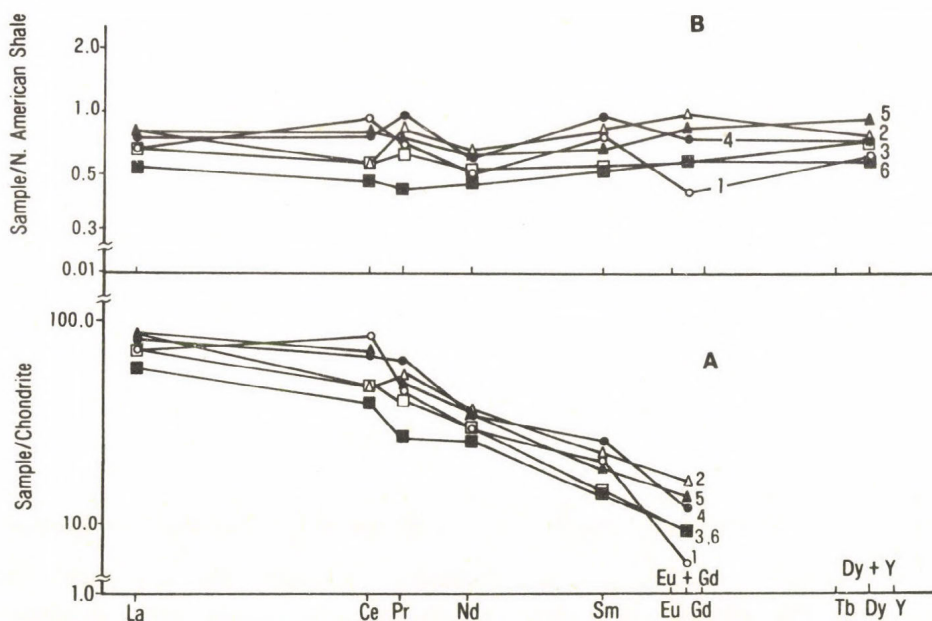 B
Sample/N. American Shale
2.0
1.0
0.5
0.3
0.01
5
2
4
3
1
6
A
Sample/Chondrite
100.0
10.0
1.0
2
5
4
3,6
1
Eu + Gd
Dy + Y
La Ce Pr Nd Sm Eu Gd Tb Dy Y